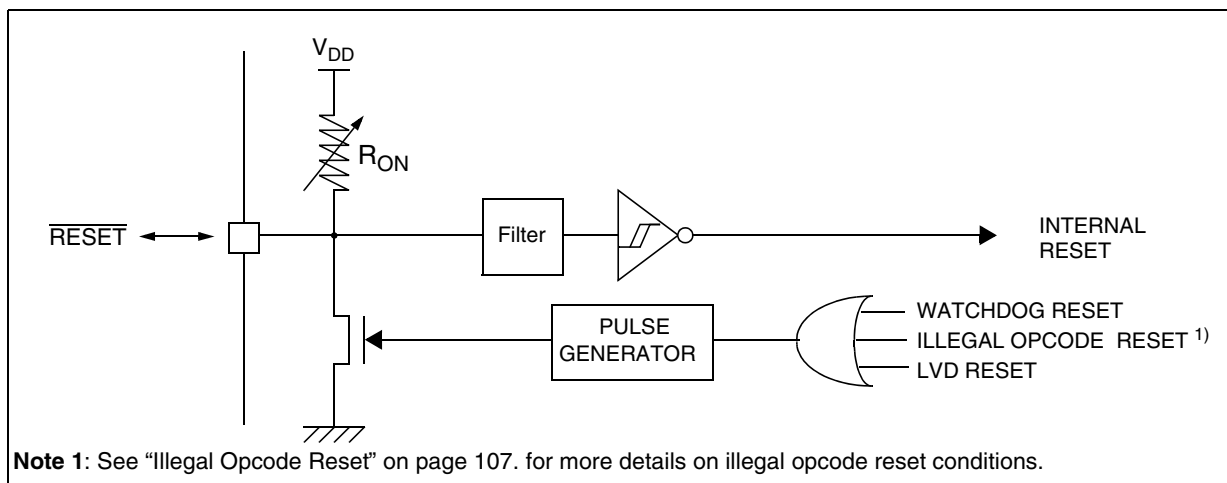 VDD
RON
RESET
Filter
INTERNAL
RESET
PULSE
GENERATOR
WATCHDOG RESET
ILLEGAL OPCODE RESET 1)
LVD RESET
Note 1: See “Illegal Opcode Reset” on page 107. for more details on illegal opcode reset conditions.